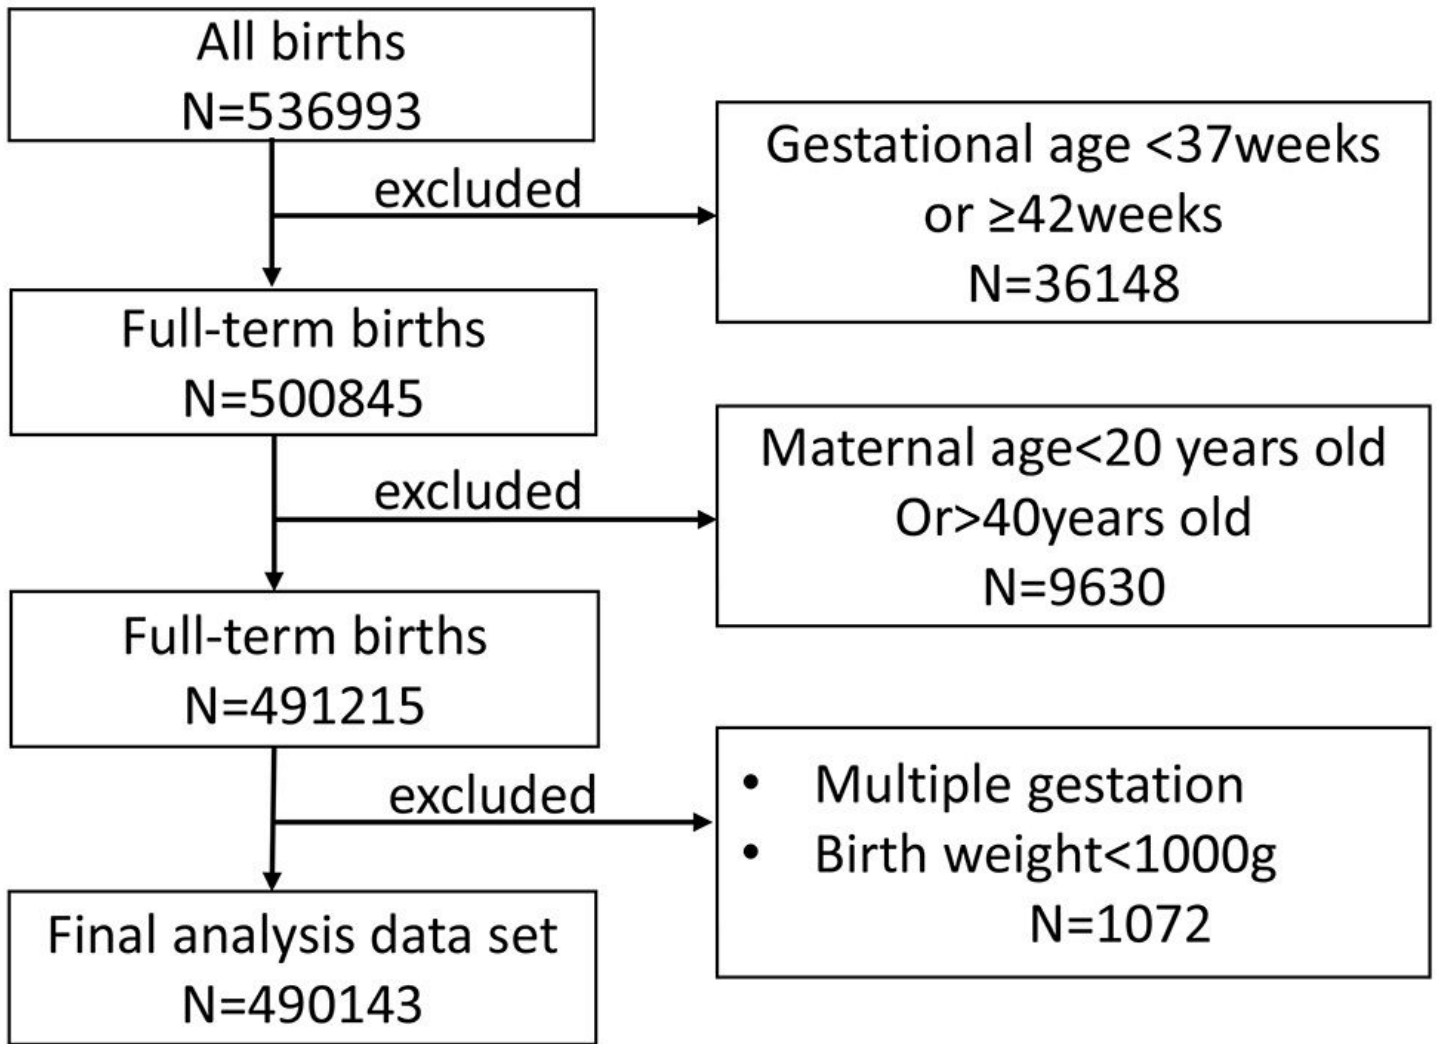 All births
N=536993
excluded
Gestational age <37weeks
or ≥42weeks
N=36148
Full-term births
N=500845
excluded
Maternal age<20 years old
Or>40years old
N=9630
Full-term births
N=491215
excluded
• Multiple gestation
• Birth weight<1000g
N=1072
Final analysis data set
N=490143